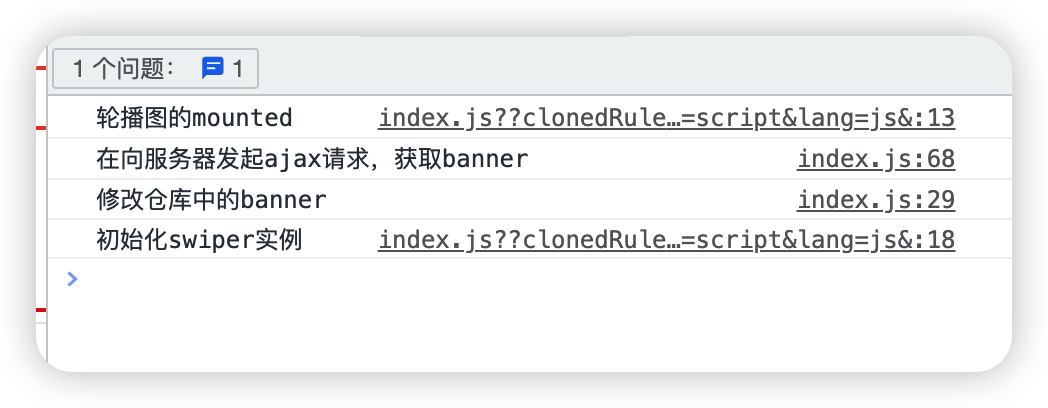 1 个问题： 1
轮播图的mounted index.js??clonedRule…=script&lang=js&:13
在向服务器发起ajax请求，获取banner index.js:68
修改仓库中的banner index.js:29
初始化swiper实例 index.js??clonedRule…=script&lang=js&:18